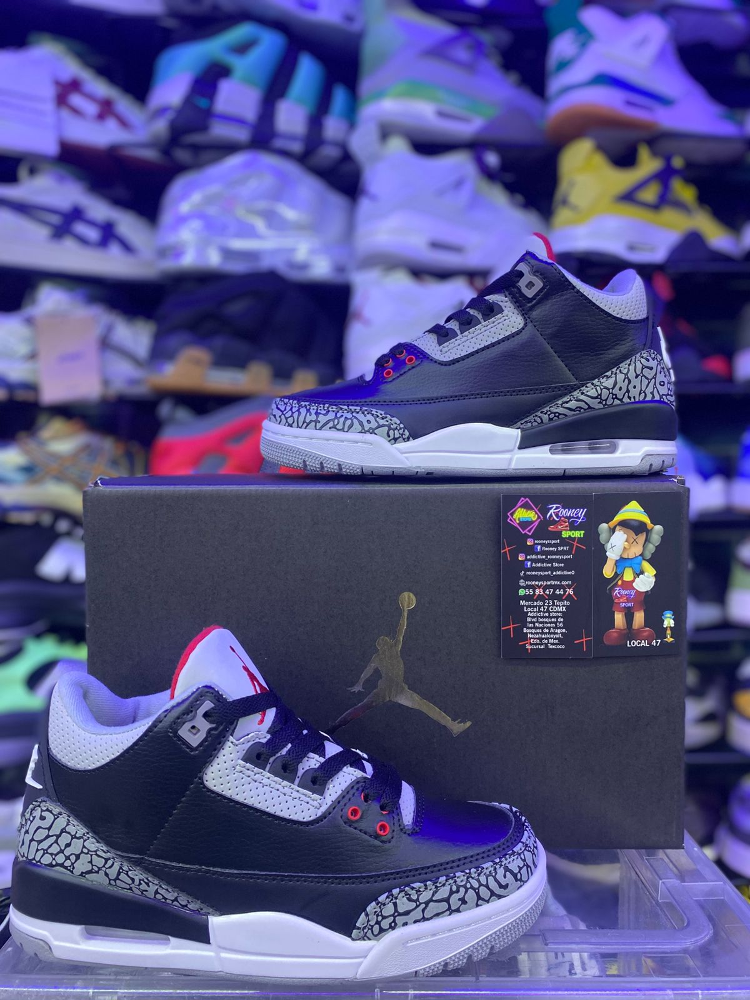 Addictive
STORE
Rooney
SPORT
rooneyssport
Rooney SPRT
addictive_rooneysport
Addictive Store
rooneysport_addictive0
rooneysportmx.com
55 83 47 44 76
Mercado 23 Tepito
Local 47 CDMX
Addictive store:
Blvd bosques de
las Naciones 56
Bosques de Aragon,
Nezahualcoyolt,
Edo. de Mex.
Sucursal Texcoco
Rooney
SPORT
LOCAL 47